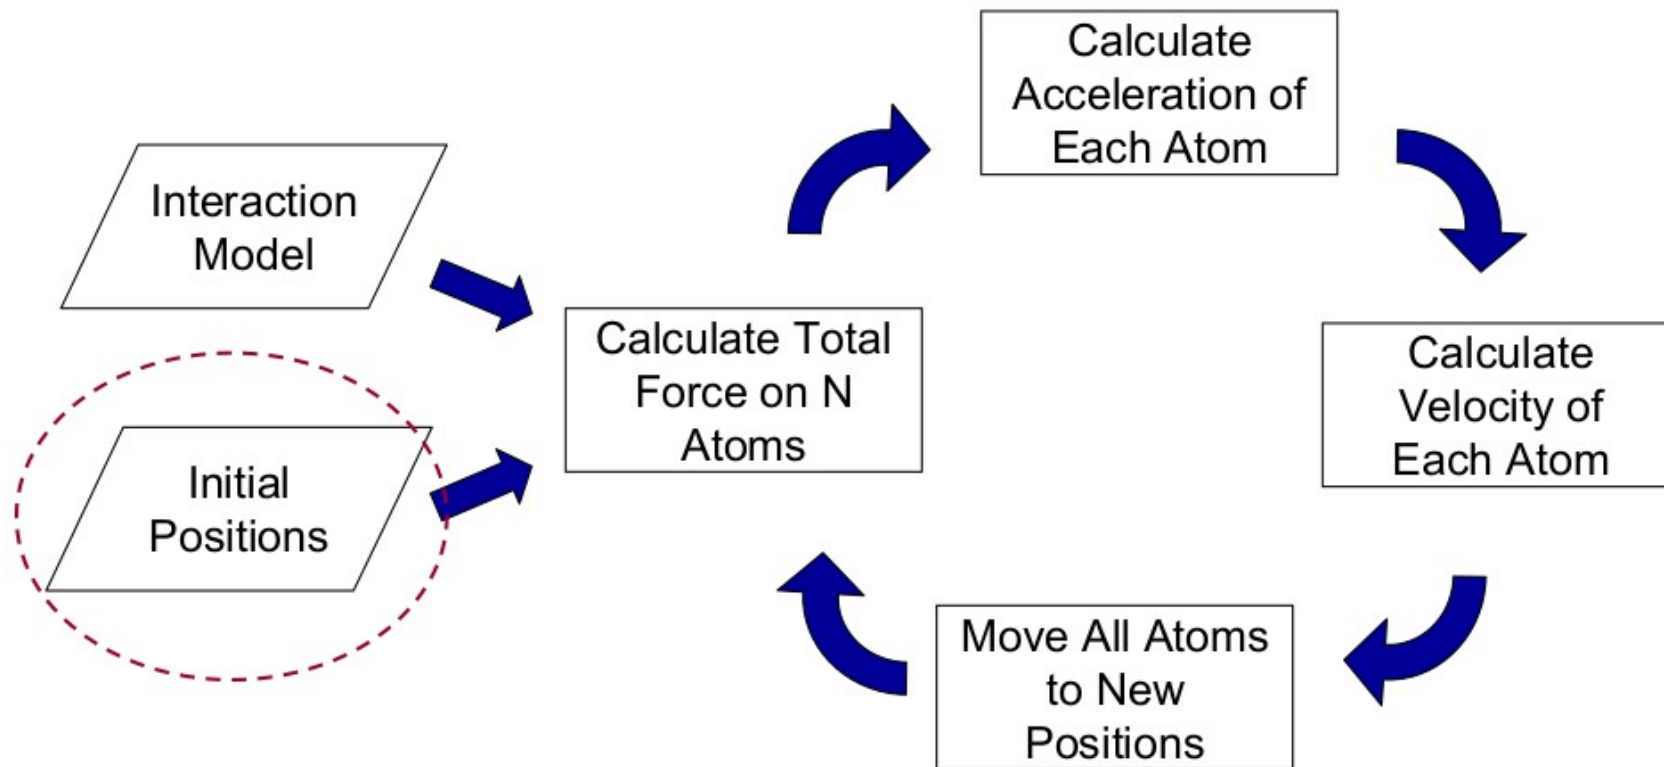 Interaction
Model
Initial
Positions
Calculate Total
Force on N
Atoms
Calculate
Acceleration of
Each Atom
Calculate
Velocity of
Each Atom
Move All Atoms
to New
Positions